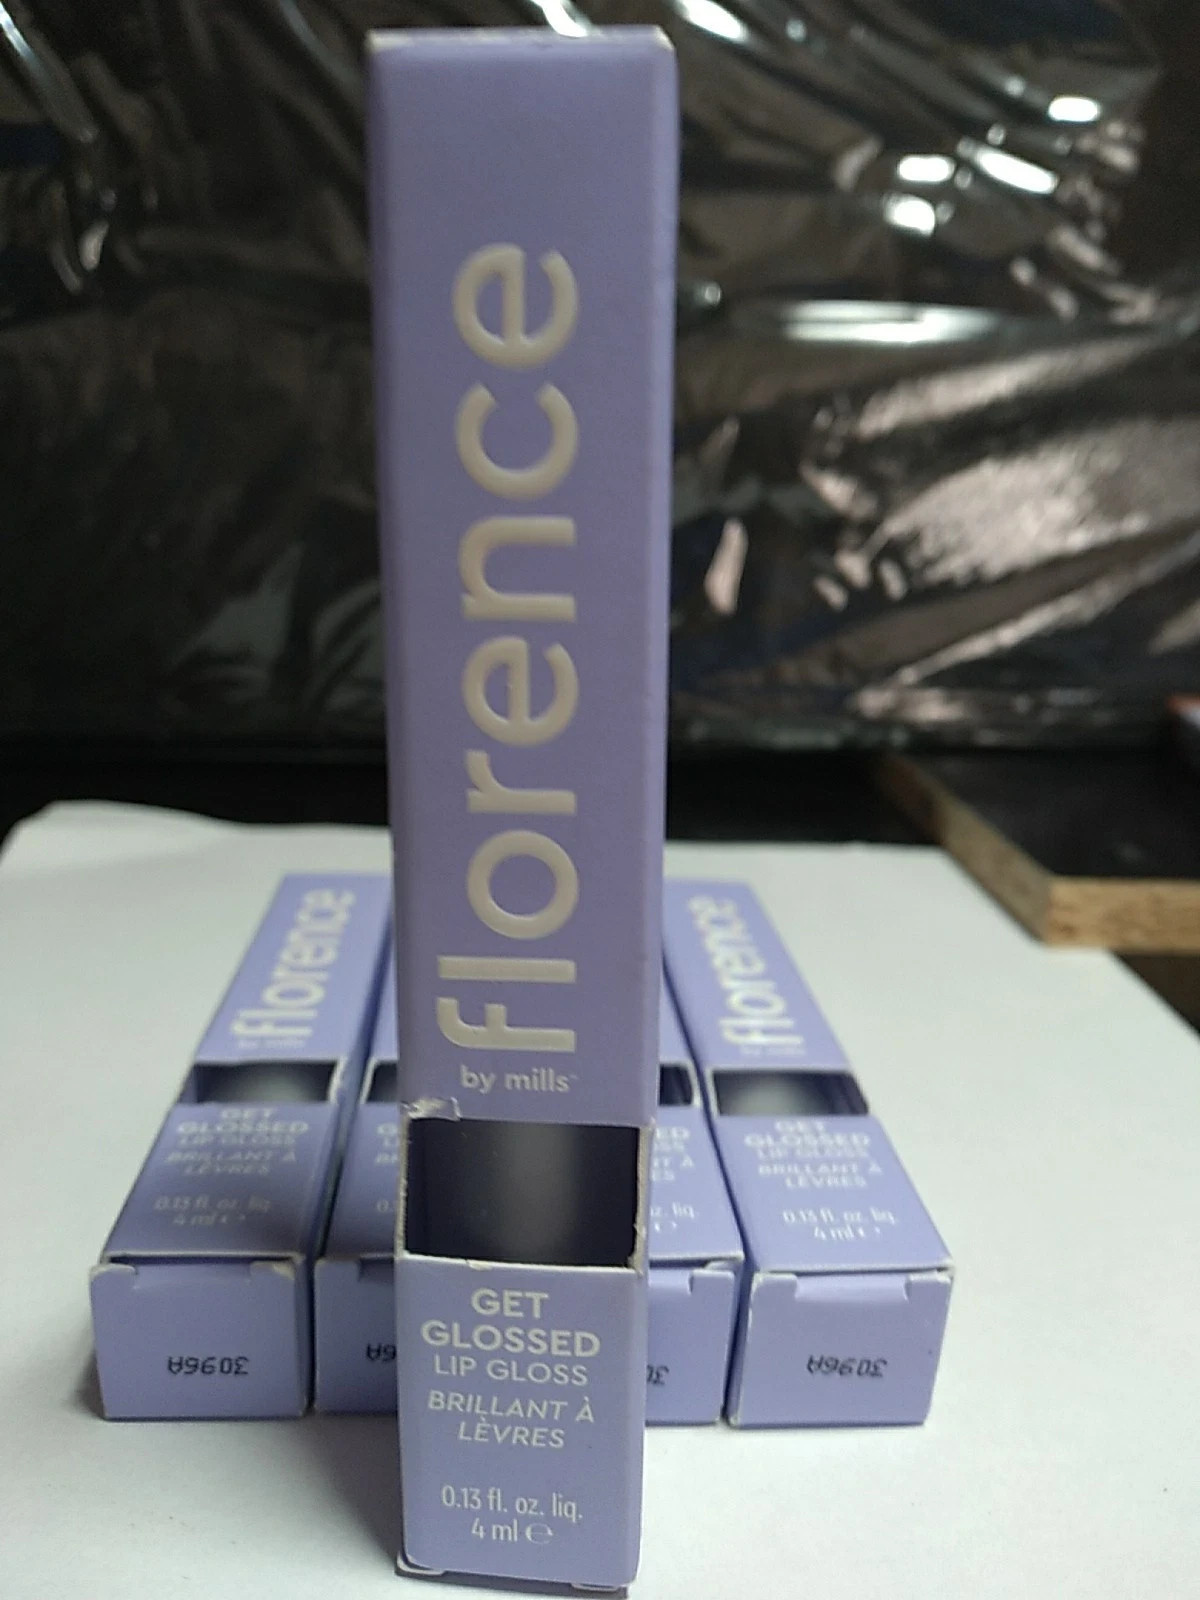 florence
by mills™
GET
GLOSSED
LIP GLOSS
BRILLANT À
LÈVRES
0.13 fl. oz. liq.
4 ml ℮
florence
by mills
GET
GLOSSED
LIP GLOSS
BRILLANT À
LÈVRES
0.13 fl. oz. liq.
4 ml ℮
3096A
florence
by mills
GET
GLOSSED
LIP GLOSS
BRILLANT À
LÈVRES
0.13 fl. oz. liq.
4 ml ℮
3096A